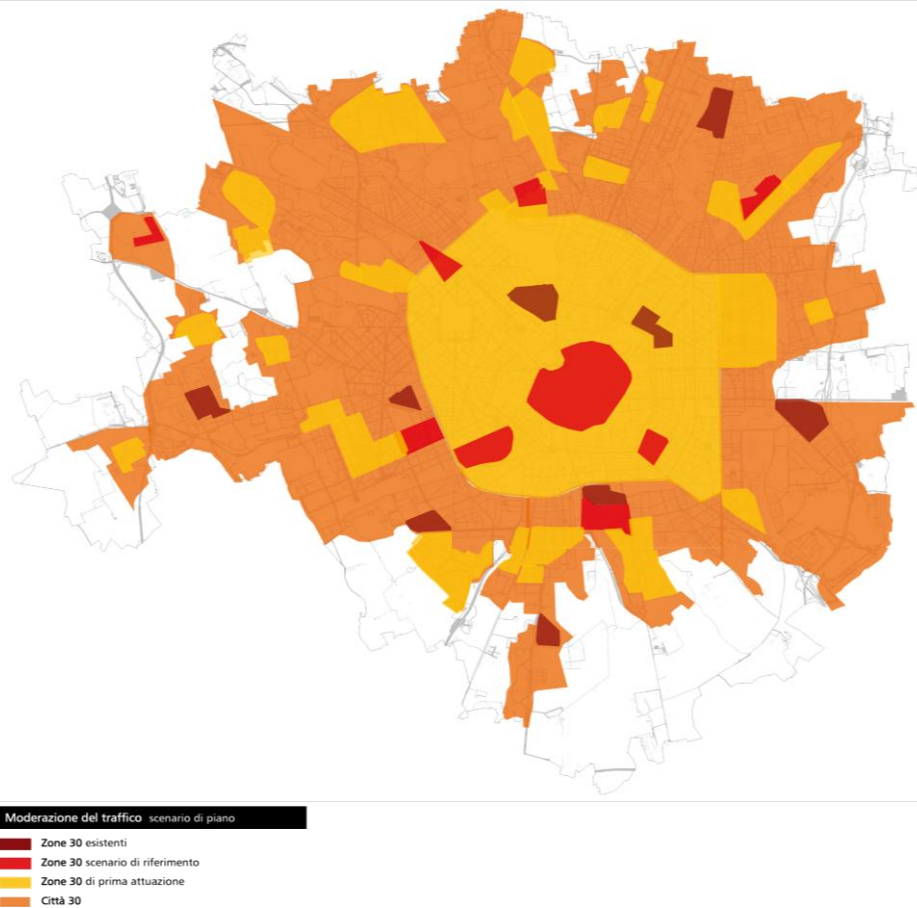 Moderazione del traffico scenario di piano
Zone 30 esistenti
Zone 30 scenario di riferimento
Zone 30 di prima attuazione
Città 30